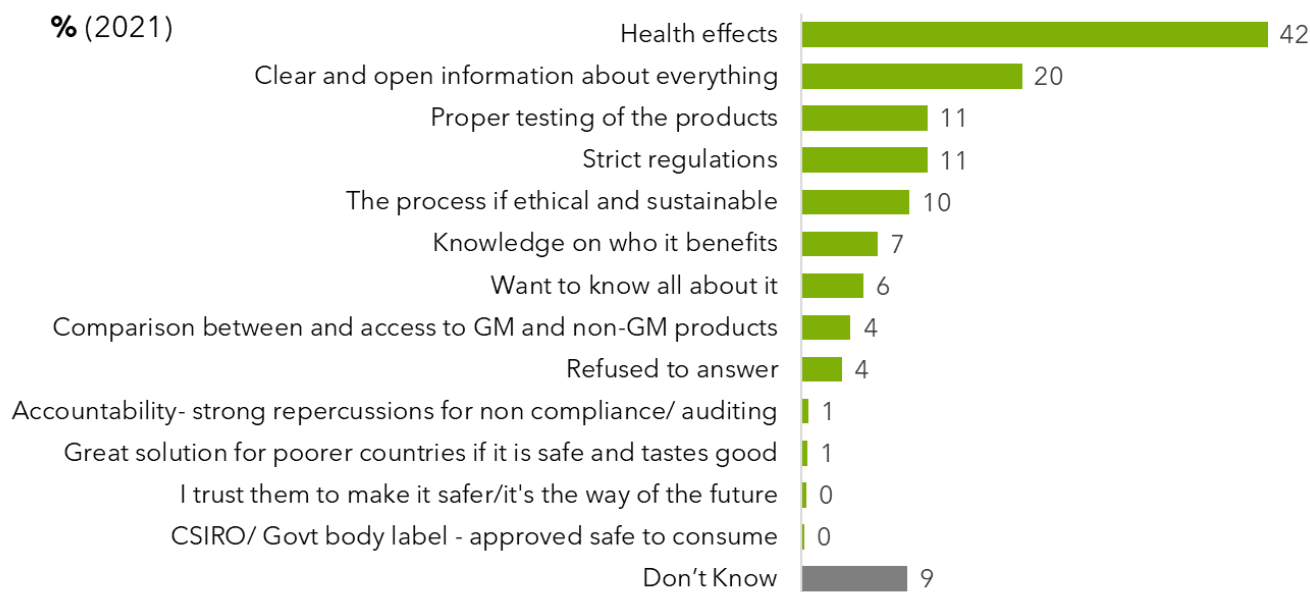 % (2021)
Health effects 42
Clear and open information about everything 20
Proper testing of the products 11
Strict regulations 11
The process if ethical and sustainable 10
Knowledge on who it benefits 7
Want to know all about it 6
Comparison between and access to GM and non-GM products 4
Refused to answer 4
Accountability- strong repercussions for non compliance/ auditing 1
Great solution for poorer countries if it is safe and tastes good 1
I trust them to make it safer/it's the way of the future 0
CSIRO/ Govt body label - approved safe to consume 0
Don’t Know 9